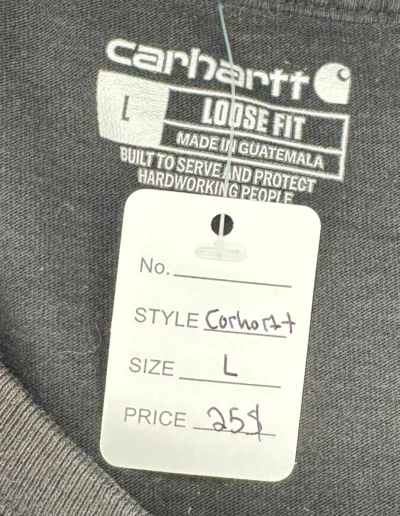 carhartt
L LOOSE FIT
MADE IN GUATEMALA
BUILT TO SERVE AND PROTECT
HARDWORKING PEOPLE
No.
STYLE Corhortt
SIZE L
PRICE 25$